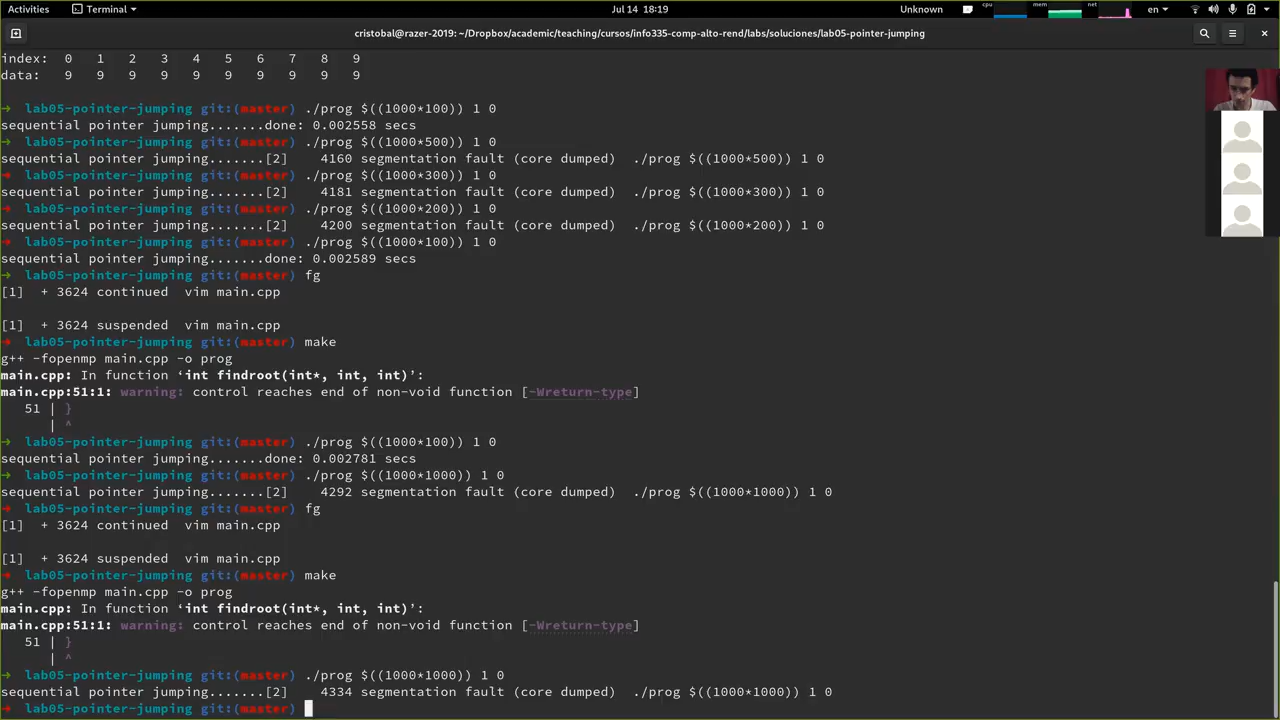 Activities Terminal Jul 14 18:19 Unknown cpu mem net en
cristobal@razer-2019: ~/Dropbox/academic/teaching/cursos/info335-comp-alto-rend/labs/soluciones/lab05-pointer-jumping
index: 0 1 2 3 4 5 6 7 8 9
data: 9 9 9 9 9 9 9 9 9 9
→ lab05-pointer-jumping git:(master) ./prog $((1000*100)) 1 0
sequential pointer jumping.......done: 0.002558 secs
→ lab05-pointer-jumping git:(master) ./prog $((1000*500)) 1 0
sequential pointer jumping.......[2] 4160 segmentation fault (core dumped) ./prog $((1000*500)) 1 0
→ lab05-pointer-jumping git:(master) ./prog $((1000*300)) 1 0
sequential pointer jumping.......[2] 4181 segmentation fault (core dumped) ./prog $((1000*300)) 1 0
→ lab05-pointer-jumping git:(master) ./prog $((1000*200)) 1 0
sequential pointer jumping.......[2] 4200 segmentation fault (core dumped) ./prog $((1000*200)) 1 0
→ lab05-pointer-jumping git:(master) ./prog $((1000*100)) 1 0
sequential pointer jumping.......done: 0.002589 secs
→ lab05-pointer-jumping git:(master) fg
[1] + 3624 continued vim main.cpp
[1] + 3624 suspended vim main.cpp
→ lab05-pointer-jumping git:(master) make
g++ -fopenmp main.cpp -o prog
main.cpp: In function ‘int findroot(int*, int, int)’:
main.cpp:51:1: warning: control reaches end of non-void function [-Wreturn-type]
51 | }
| ^
→ lab05-pointer-jumping git:(master) ./prog $((1000*100)) 1 0
sequential pointer jumping.......done: 0.002781 secs
→ lab05-pointer-jumping git:(master) ./prog $((1000*1000)) 1 0
sequential pointer jumping.......[2] 4292 segmentation fault (core dumped) ./prog $((1000*1000)) 1 0
→ lab05-pointer-jumping git:(master) fg
[1] + 3624 continued vim main.cpp
[1] + 3624 suspended vim main.cpp
→ lab05-pointer-jumping git:(master) make
g++ -fopenmp main.cpp -o prog
main.cpp: In function ‘int findroot(int*, int, int)’:
main.cpp:51:1: warning: control reaches end of non-void function [-Wreturn-type]
51 | }
| ^
→ lab05-pointer-jumping git:(master) ./prog $((1000*1000)) 1 0
sequential pointer jumping.......[2] 4334 segmentation fault (core dumped) ./prog $((1000*1000)) 1 0
→ lab05-pointer-jumping git:(master)